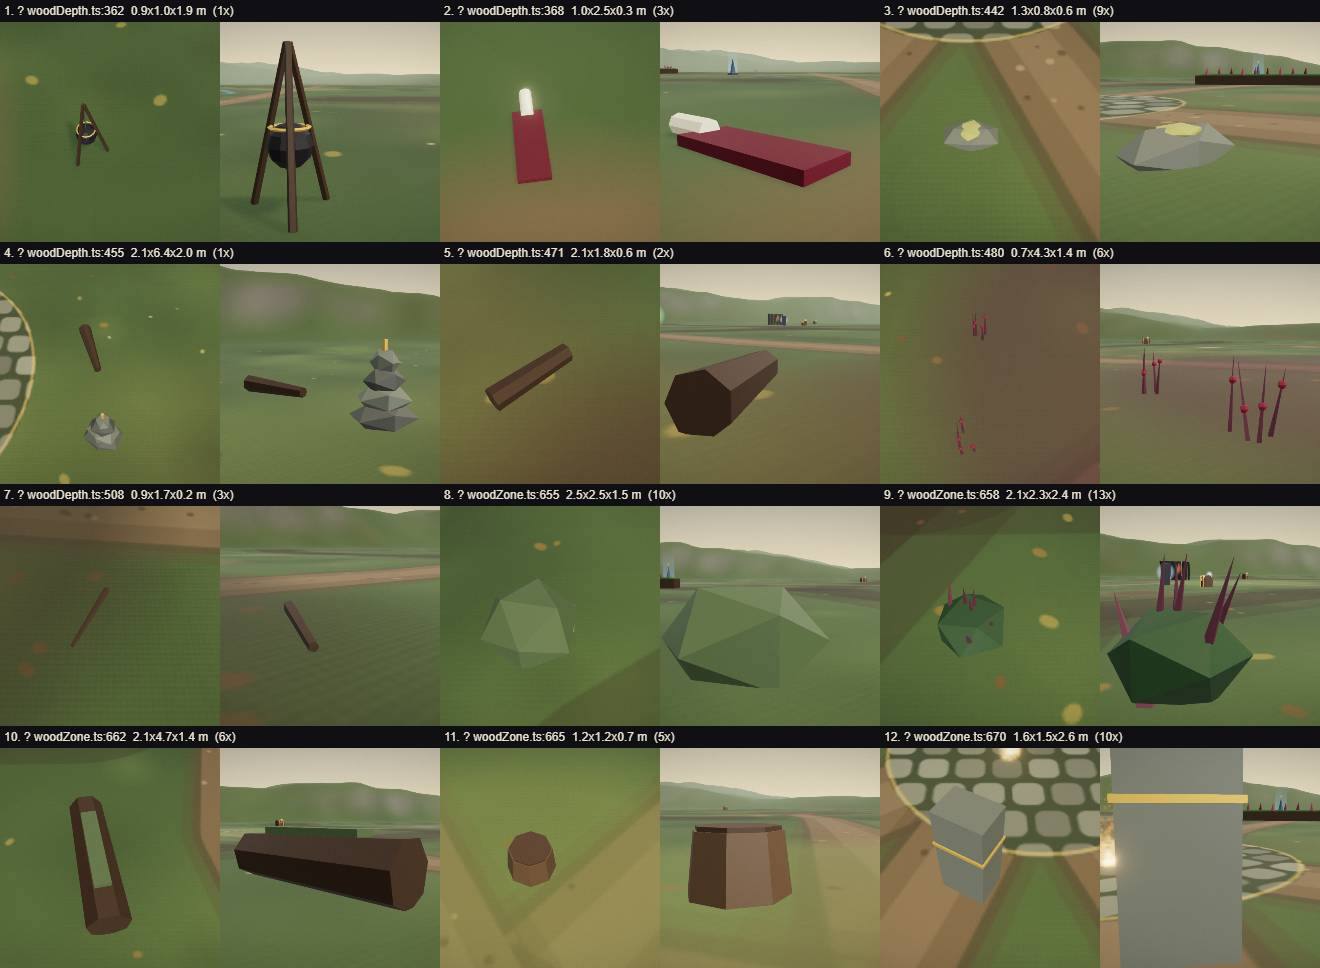 1. ? woodDepth.ts:362 0.9x1.0x1.9 m (1x)
2. ? woodDepth.ts:368 1.0x2.5x0.3 m (3x)
3. ? woodDepth.ts:442 1.3x0.8x0.6 m (9x)
4. ? woodDepth.ts:455 2.1x6.4x2.0 m (1x)
5. ? woodDepth.ts:471 2.1x1.8x0.6 m (2x)
6. ? woodDepth.ts:480 0.7x4.3x1.4 m (6x)
7. ? woodDepth.ts:508 0.9x1.7x0.2 m (3x)
8. ? woodZone.ts:655 2.5x2.5x1.5 m (10x)
9. ? woodZone.ts:658 2.1x2.3x2.4 m (13x)
10. ? woodZone.ts:662 2.1x4.7x1.4 m (6x)
11. ? woodZone.ts:665 1.2x1.2x0.7 m (5x)
12. ? woodZone.ts:670 1.6x1.5x2.6 m (10x)